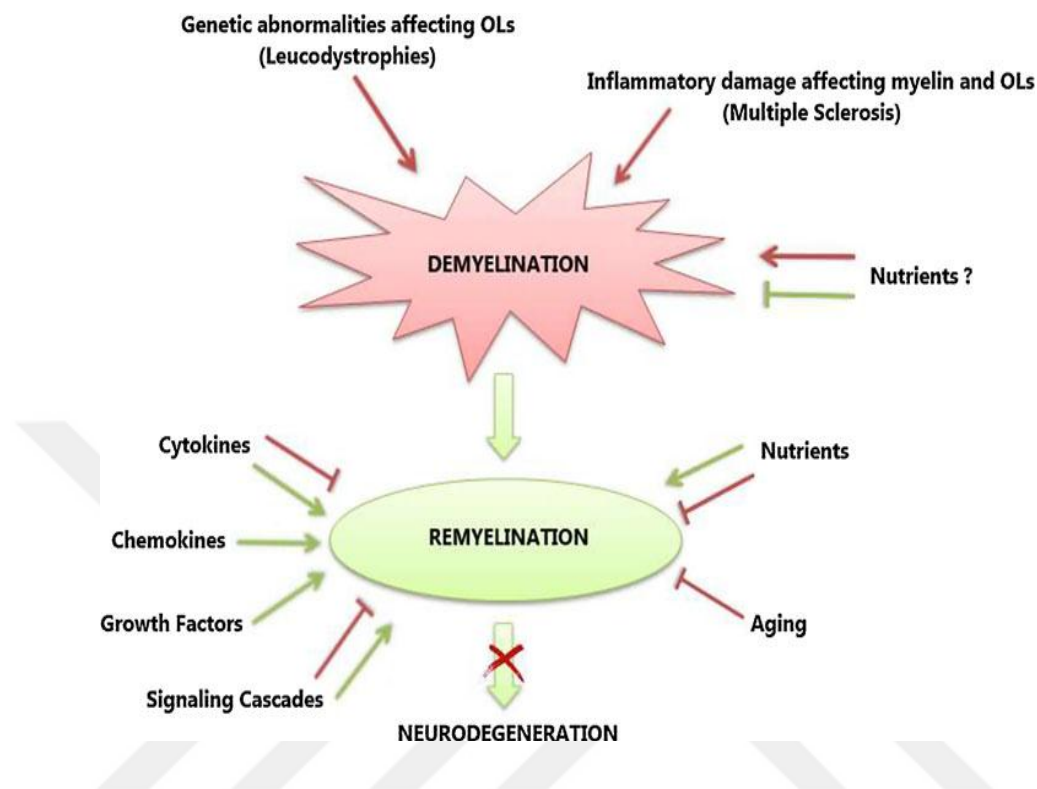 Genetic abnormalities affecting OLs
(Leucodystrophies)
Inflammatory damage affecting myelin and OLs
(Multiple Sclerosis)
DEMYELINATION
Nutrients ?
Cytokines
Nutrients
Chemokines
REMYELINATION
Growth Factors
Aging
Signaling Cascades
NEURODEGENERATION